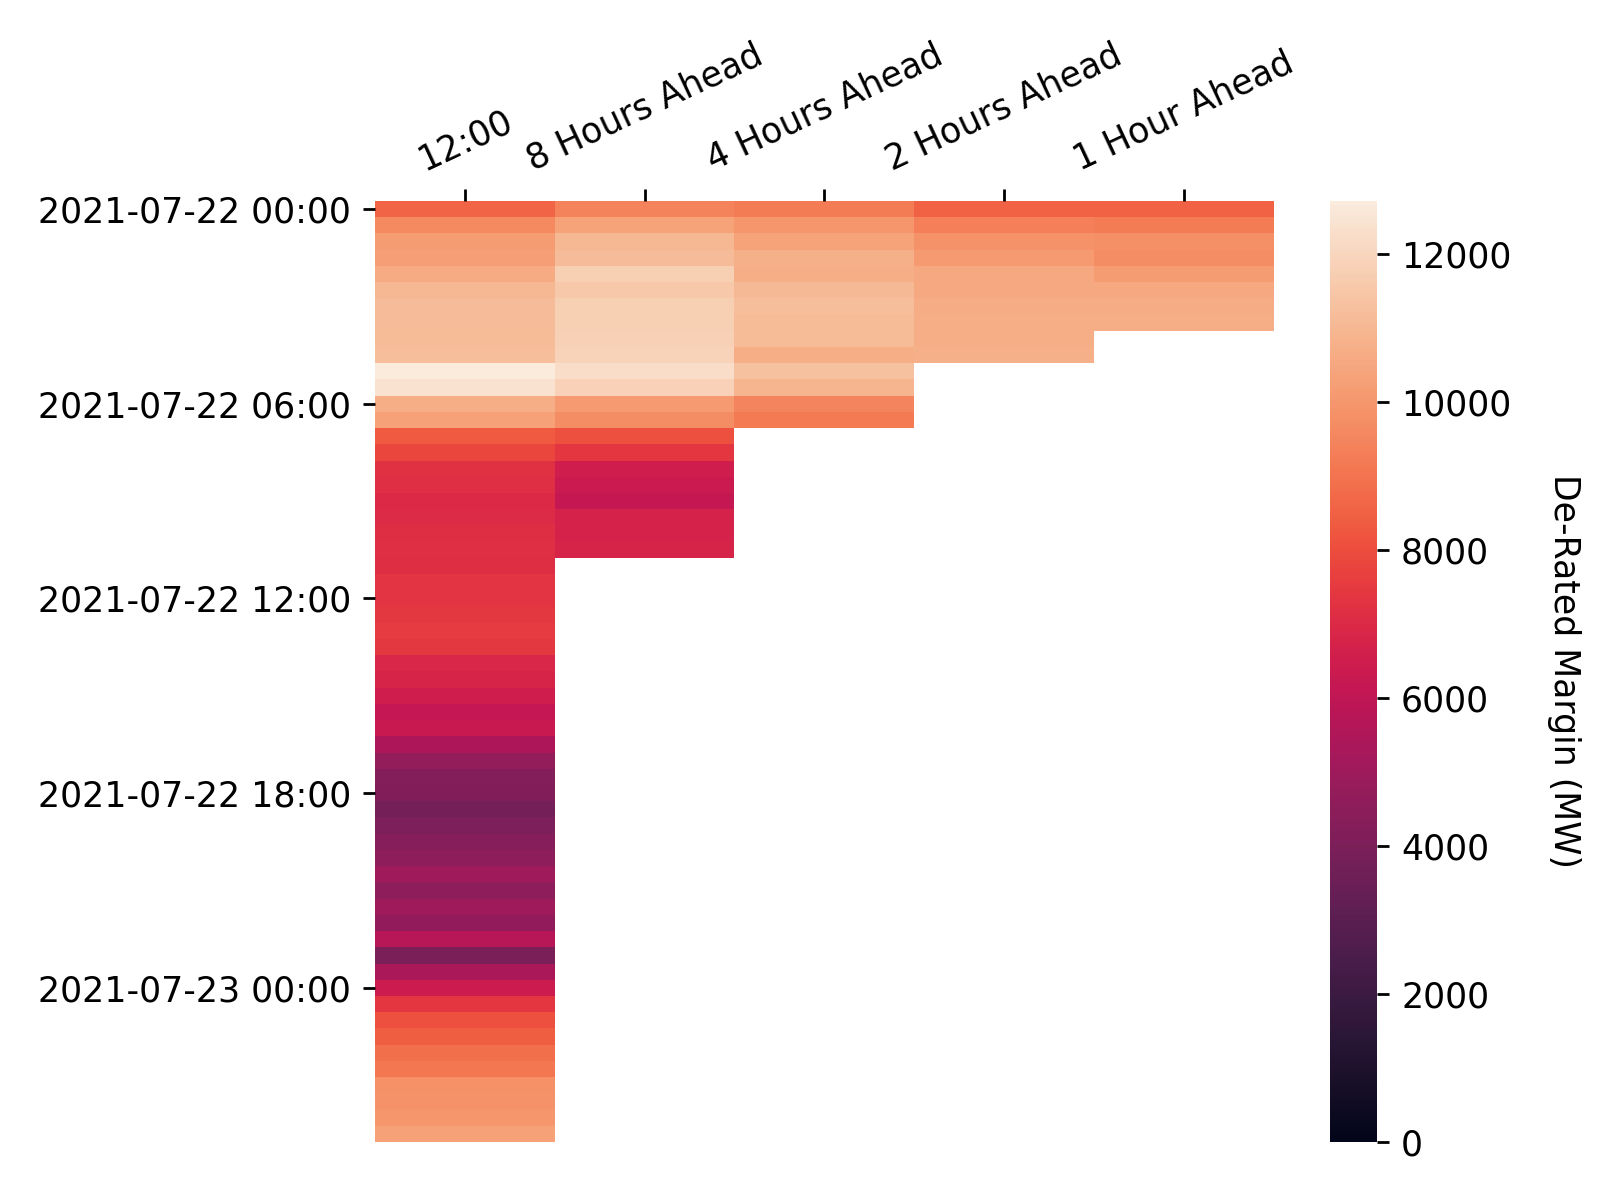 12:00
8 Hours Ahead
4 Hours Ahead
2 Hours Ahead
1 Hour Ahead
2021-07-22 00:00
2021-07-22 06:00
2021-07-22 12:00
2021-07-22 18:00
2021-07-23 00:00
12000
10000
8000
6000
4000
2000
0
De-Rated Margin (MW)